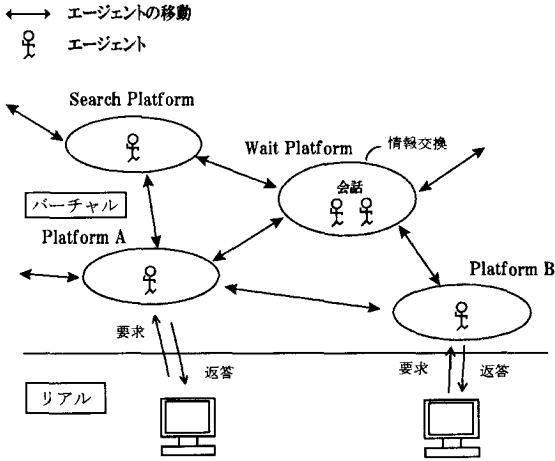 エージェントの移動
エージェント
Search Platform
Wait Platform
情報交換
会話
バーチャル
Platform A
Platform B
要求
返答
要求
返答
リアル